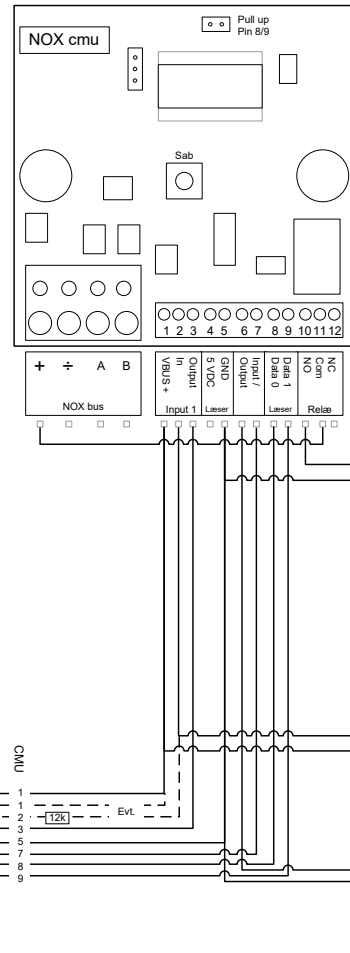 Pull up
Pin 8/9
NOX cmu
Sab
1 2 3 4 5 6 7 8 9 10 11 12
+ ÷ A B
NOX bus
VBUS +
In
Output
5 VDC
GND
Output
Input /
Data 0
Data 1
NO
Com
NC
Input 1
Læser
Læser
Relæ
CMU
1
1
Evt.
2
12k
3
5
7
8
9